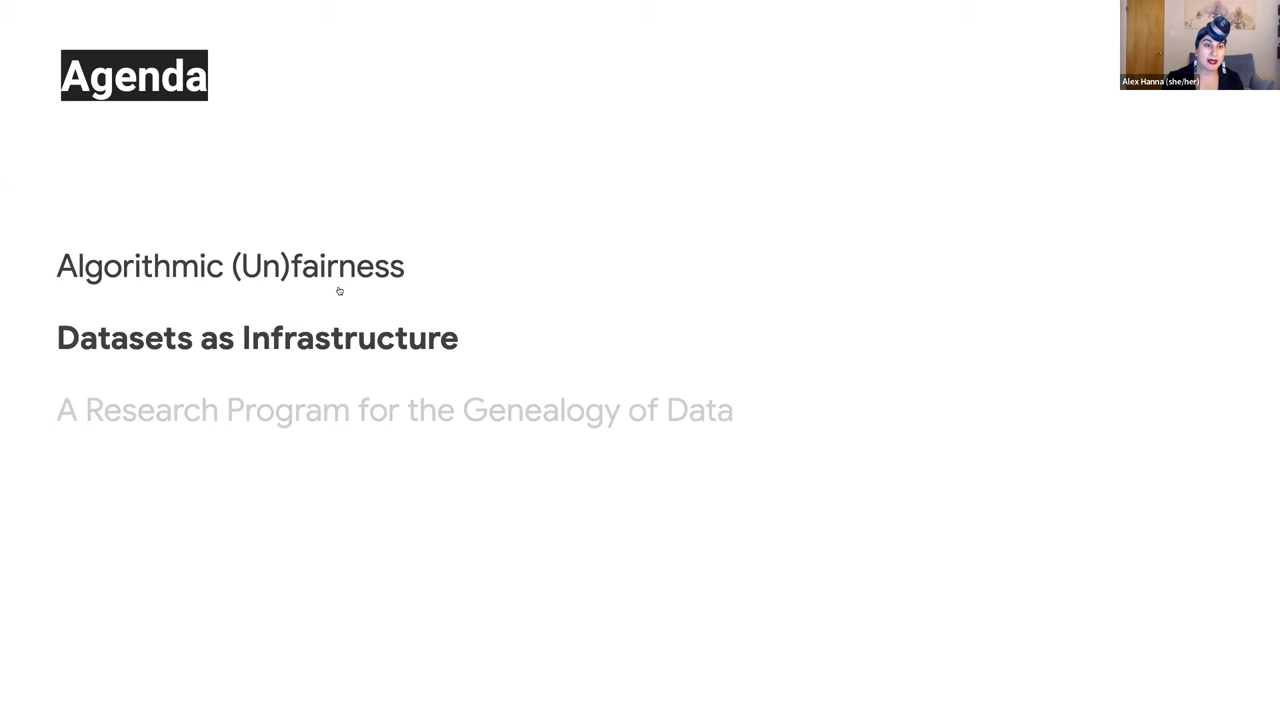 Agenda
Alex Hanna (she/her)
Algorithmic (Un)fairness
Datasets as Infrastructure
A Research Program for the Genealogy of Data